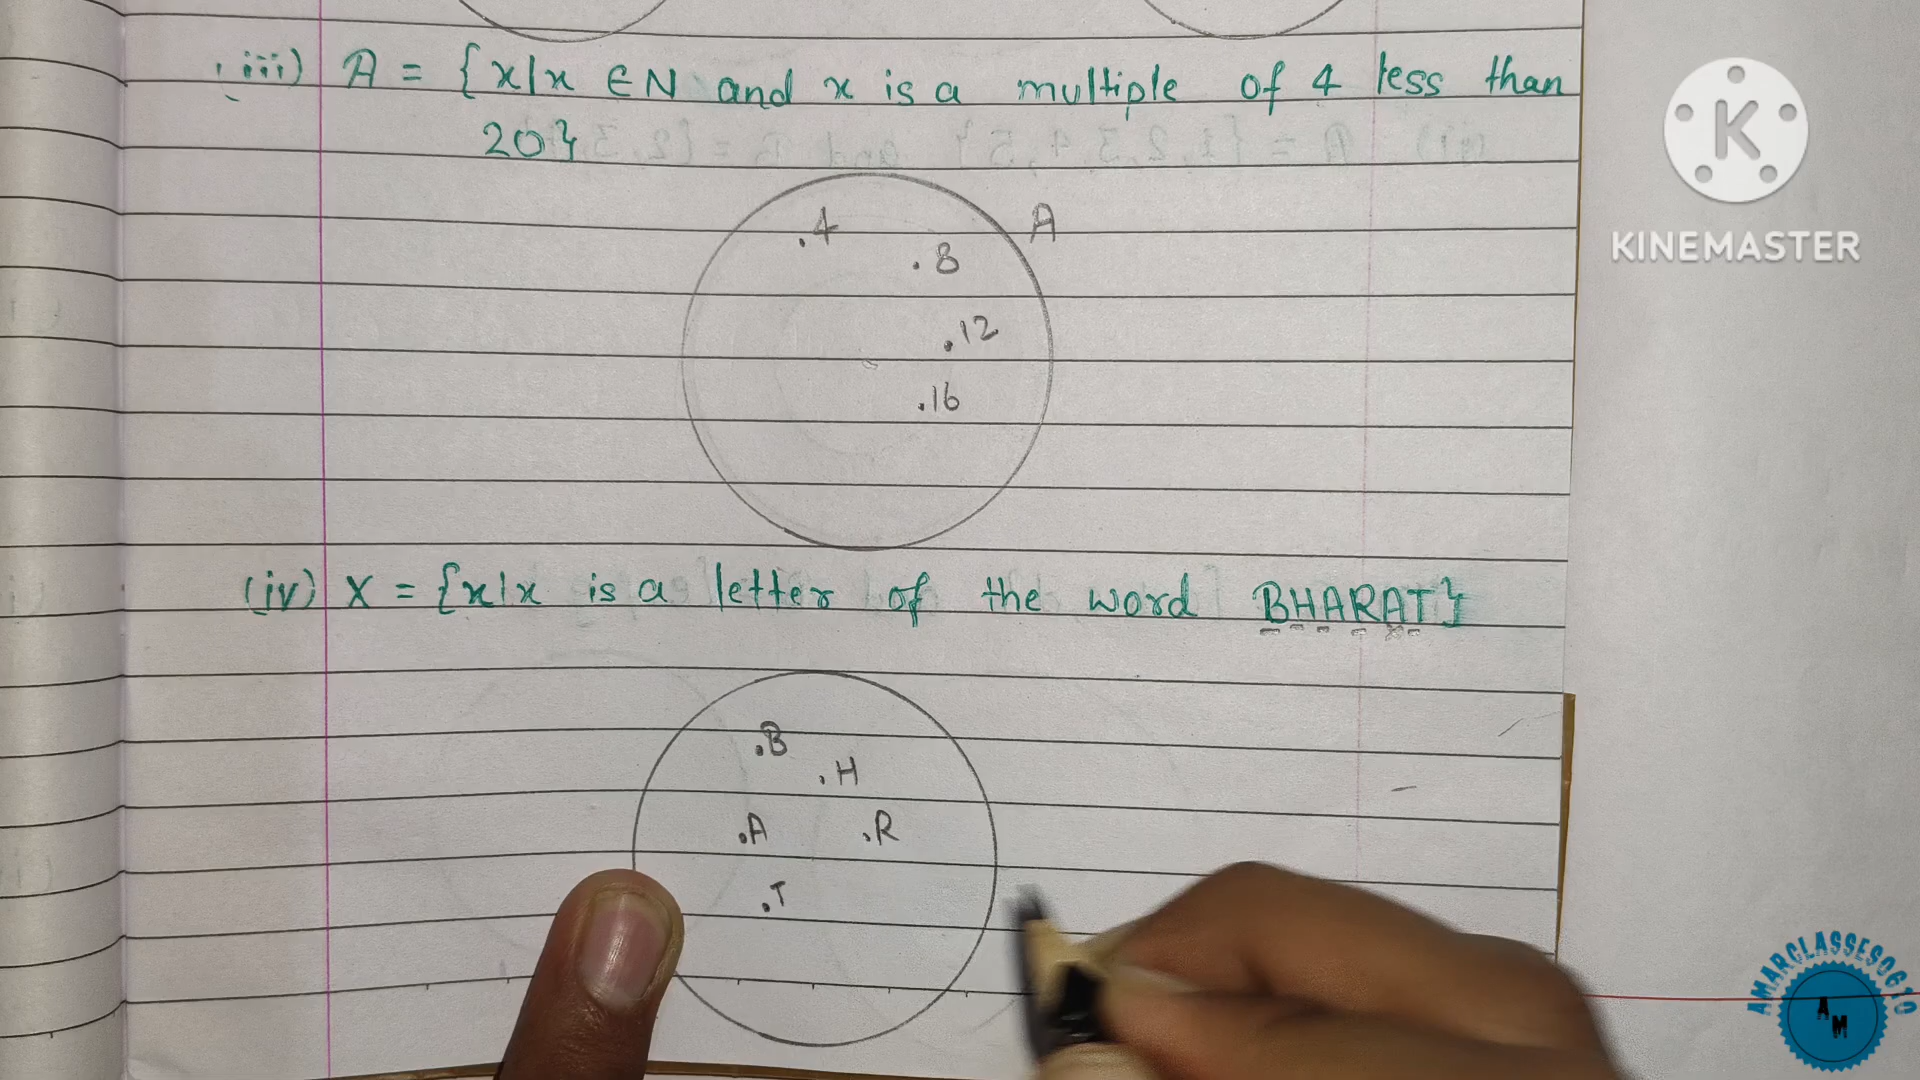 (iii) A = {x|x ∈ N and x is a multiple of 4 less than
20}
A
.4
.8
.12
.16
(iv) X = {x|x is a letter of the word BHARAT}
.B
.H
.A .R
.T
K
KINEMASTER
AMARCLASSES0610
A
M